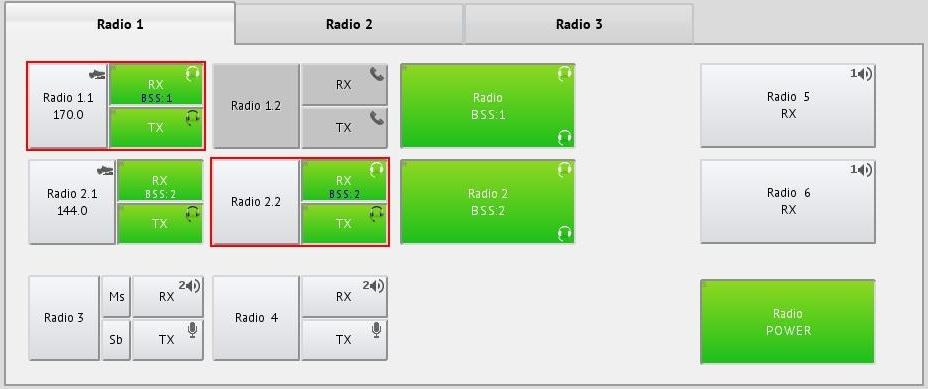 Radio 1
Radio 2
Radio 3
Radio 1.1
170.0
RX
BSS:1
TX
Radio 1.2
RX
TX
Radio
BSS:1
1
Radio 5
RX
Radio 2.1
144.0
RX
BSS:2
TX
Radio 2.2
RX
BSS:2
TX
Radio 2
BSS:2
1
Radio 6
RX
Radio 3
Ms
Sb
RX
2
TX
Radio 4
RX
2
TX
Radio
POWER